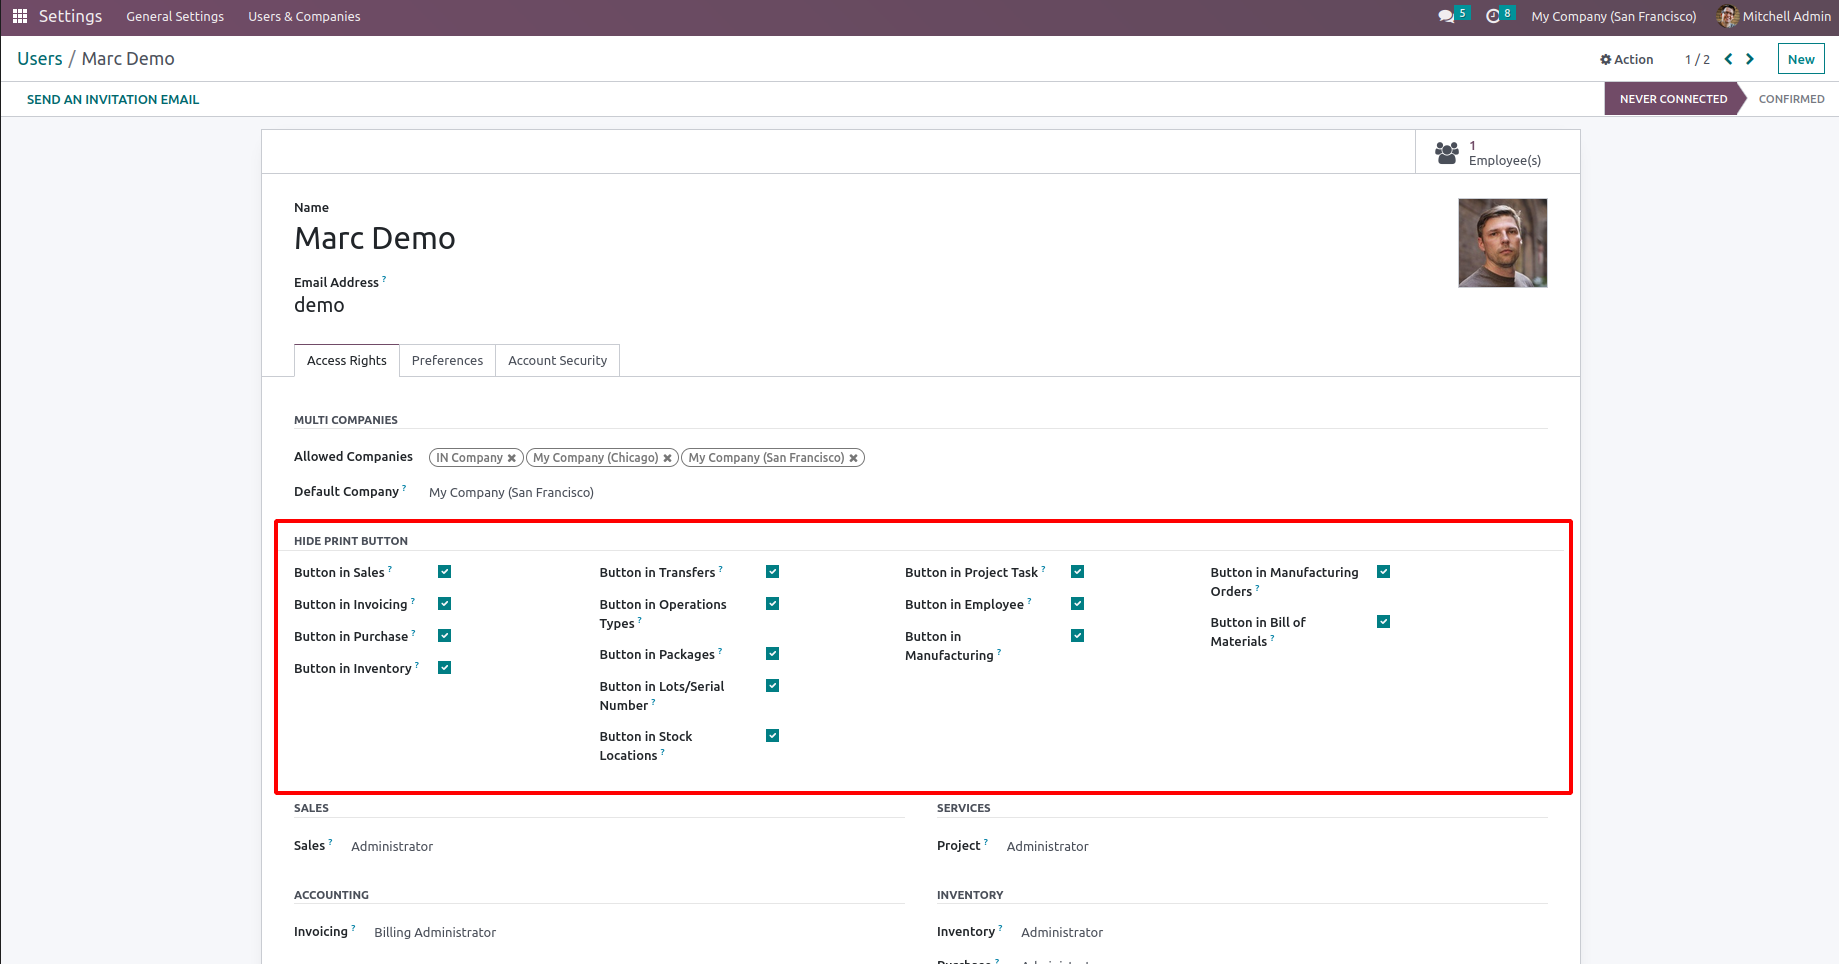 Settings General Settings Users & Companies 5 8 My Company (San Francisco) Mitchell Admin
Users / Marc Demo Action 1 / 2 New
SEND AN INVITATION EMAIL NEVER CONNECTED CONFIRMED
1
Employee(s)
Name
Marc Demo
Email Address ?
demo
Access Rights Preferences Account Security
MULTI COMPANIES
Allowed Companies IN Company ✖ My Company (Chicago) ✖ My Company (San Francisco) ✖
Default Company ? My Company (San Francisco)
HIDE PRINT BUTTON
Button in Sales ?
Button in Invoicing ?
Button in Purchase ?
Button in Inventory ?
Button in Transfers ?
Button in Operations
Types ?
Button in Packages ?
Button in Lots/Serial
Number ?
Button in Stock
Locations ?
Button in Project Task ?
Button in Employee ?
Button in
Manufacturing ?
Button in Manufacturing
Orders ?
Button in Bill of
Materials ?
SALES
Sales ? Administrator
SERVICES
Project ? Administrator
ACCOUNTING
Invoicing ? Billing Administrator
INVENTORY
Inventory ? Administrator